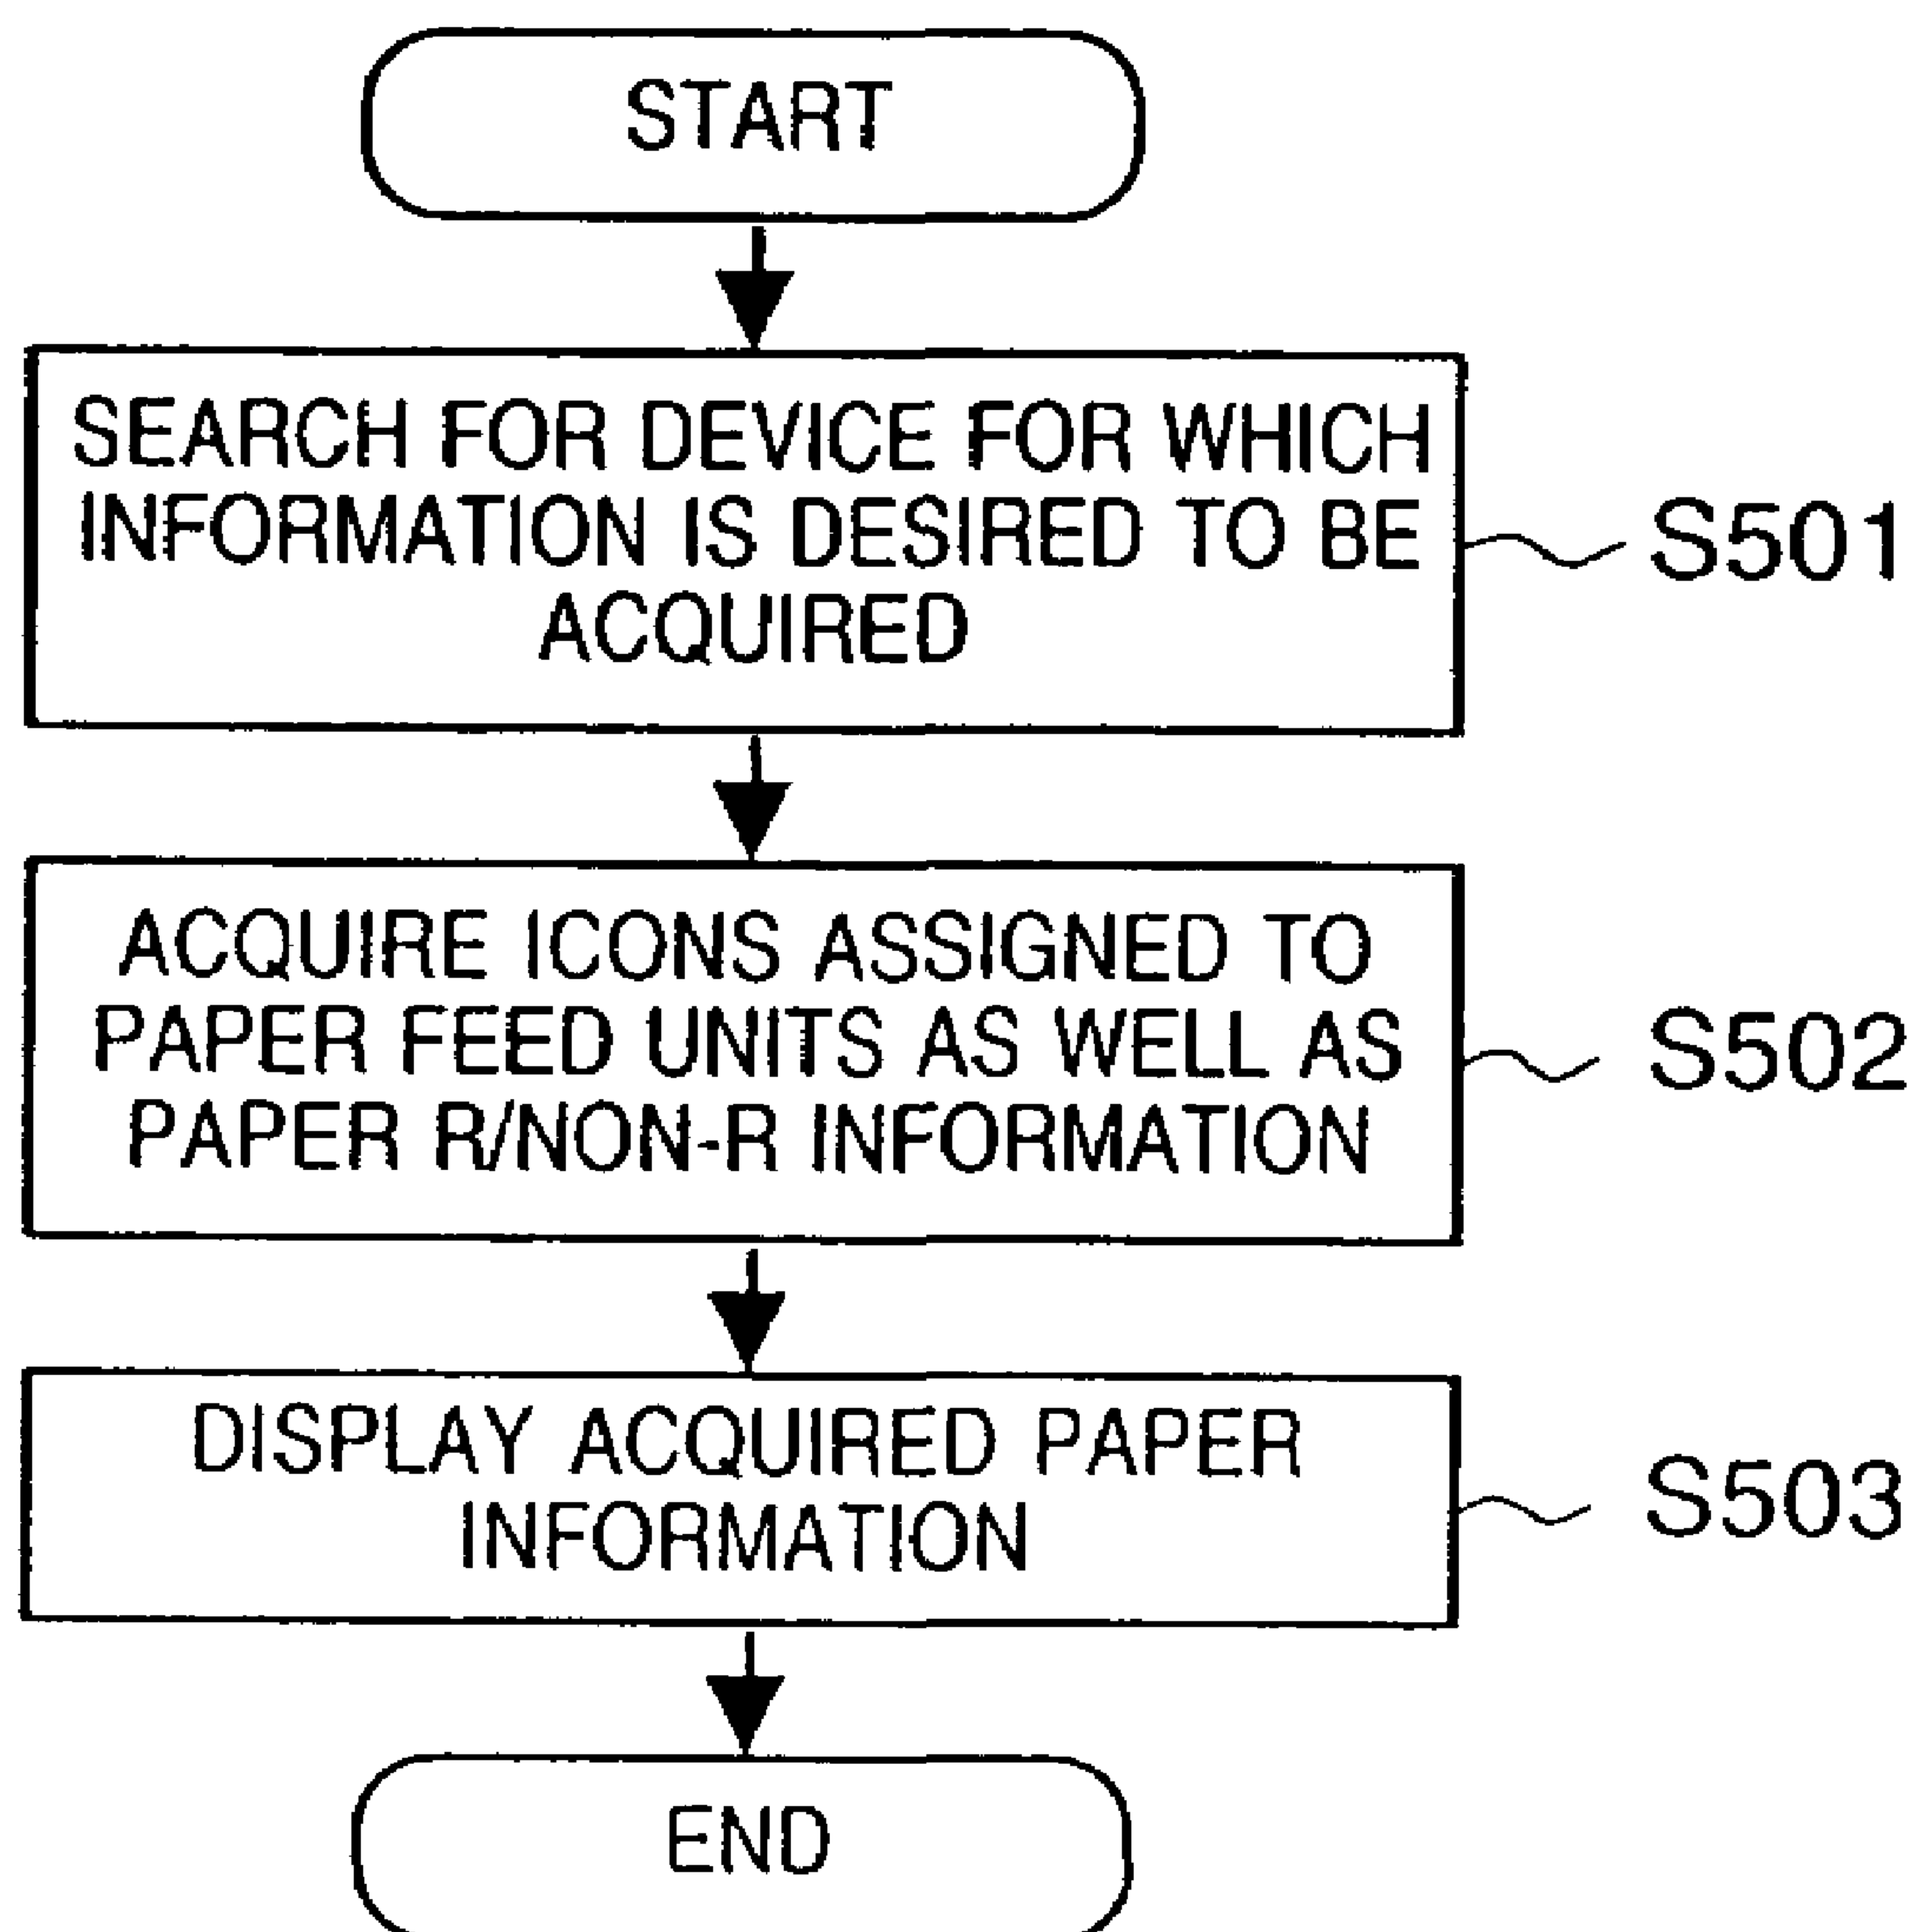 START
SEARCH FOR DEVICE FOR WHICH
INFORMATION IS DESIRED TO BE
ACQUIRED
S501
ACQUIRE ICONS ASSIGNED TO
PAPER FEED UNITS AS WELL AS
PAPER R/NON-R INFORMATION
S502
DISPLAY ACQUIRED PAPER
INFORMATION
S503
END